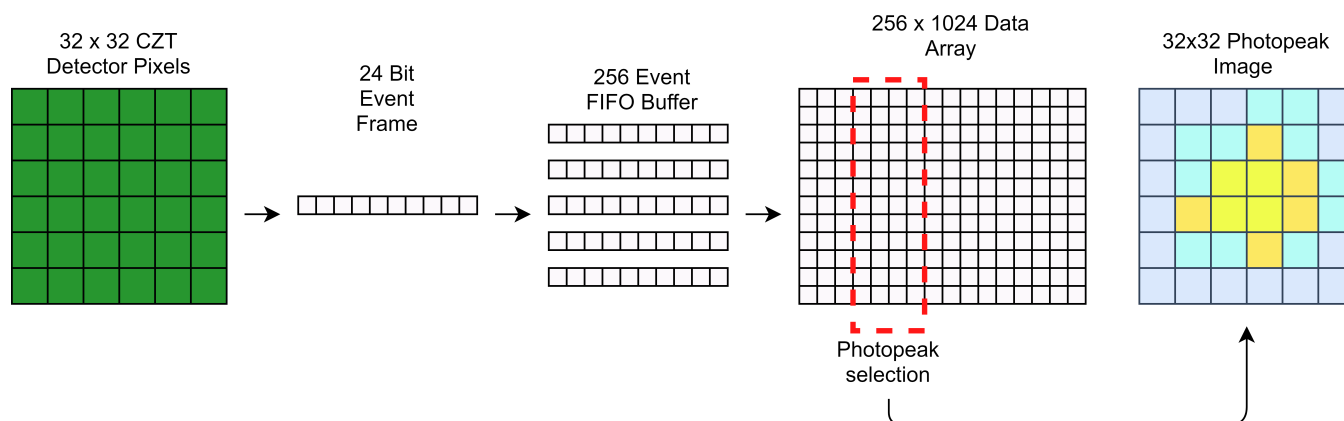 32 x 32 CZT
Detector Pixels
24 Bit
Event
Frame
256 Event
FIFO Buffer
256 x 1024 Data
Array
32x32 Photopeak
Image
Photopeak
selection